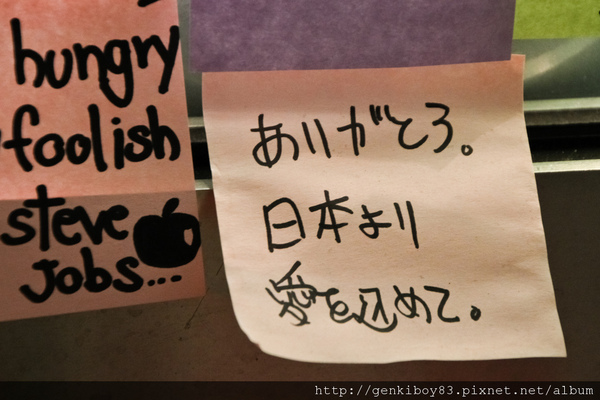 hungry
foolish
steve
jobs...
ありがとう。
日本より
愛を込めて。
http://genkiboy83.pixnet.net/album